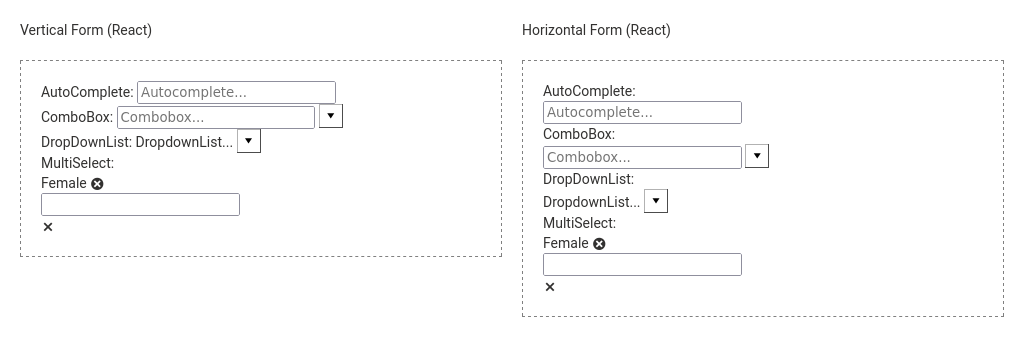 Vertical Form (React)
AutoComplete: Autocomplete...
ComboBox: Combobox...
DropDownList: DropdownList...
MultiSelect:
Female
Horizontal Form (React)
AutoComplete:
Autocomplete...
ComboBox:
Combobox...
DropDownList:
DropdownList...
MultiSelect:
Female